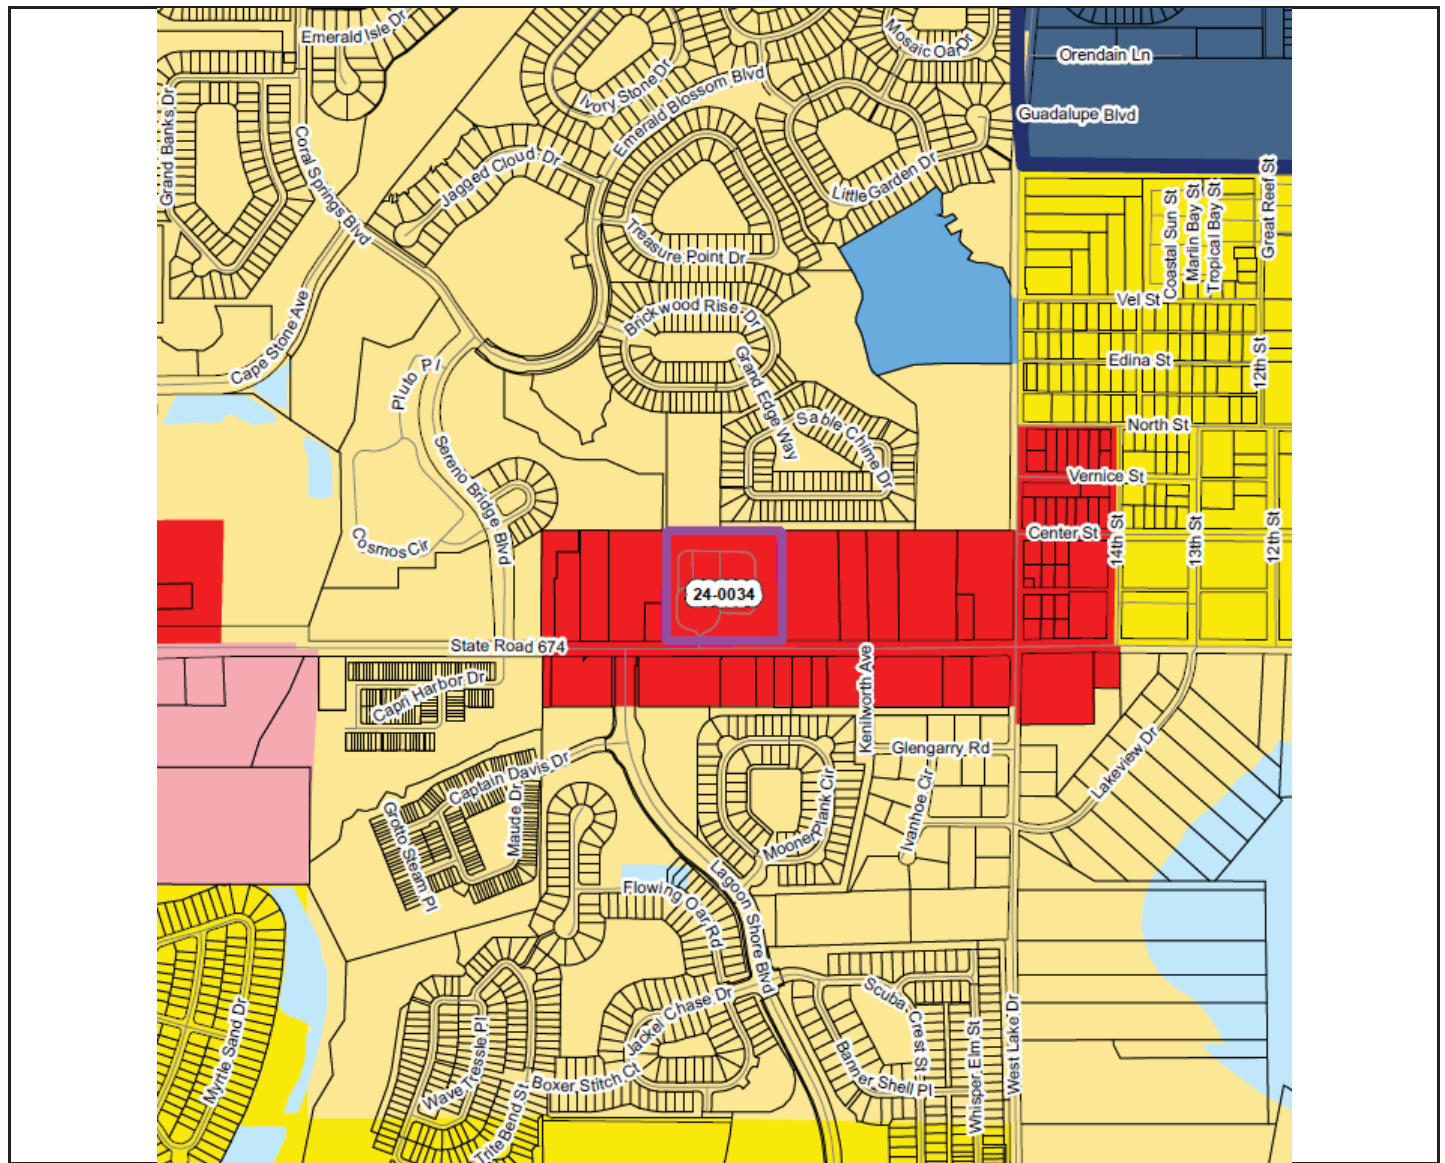 Emerald Isle Dr
Mosaic Oar Dr
Orendain Ln
Ivory Stone Dr
Emerald Blossom Blvd
Guadalupe Blvd
Grand Banks Dr
Coral Springs Blvd
Jagged Cloud Dr
Little Garden Dr
Great Reef St
Coastal Sun St
Marlin Bay St
Tropical Bay St
Treasure Point Dr
Vel St
Brickwood Rise Dr
Cape Stone Ave
Edina St
12th St
Pluto Pl
Grand Edge Way
Sable Chime Dr
North St
Sereno Bridge Blvd
Vernice St
Cosmos Cir
Center St
14th St
13th St
12th St
24-0034
State Road 674
Capri Harbor Dr
Kenilworth Ave
Glengarry Rd
Lakeview Dr
Captain Davis Dr
Maude Dr
Grotto Steam Pl
Mooner Plank Cir
Ivanhoe Cir
Lagoon Shore Blvd
Flowing Oar Rd
Jackel Chase Dr
Scuba Crest St
Myrtle Sand Dr
Wave Tressle Pl
Boxer Stitch Ct
Trite Bend St
Banner Shell Pl
Whisper Elm St
West Lake Dr